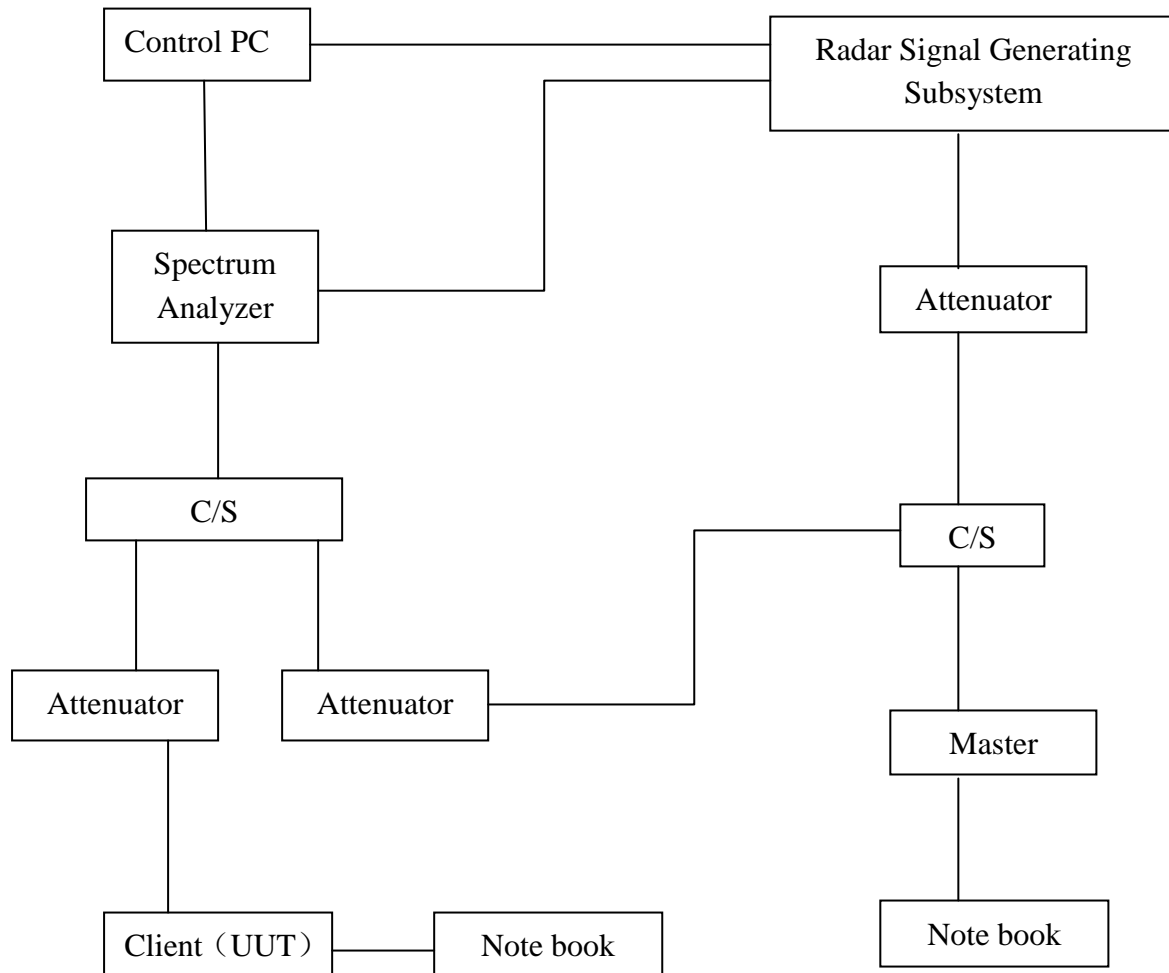 Control PC
Radar Signal Generating
Subsystem
Spectrum
Analyzer
Attenuator
C/S
C/S
Attenuator
Attenuator
Master
Client（UUT）
Note book
Note book